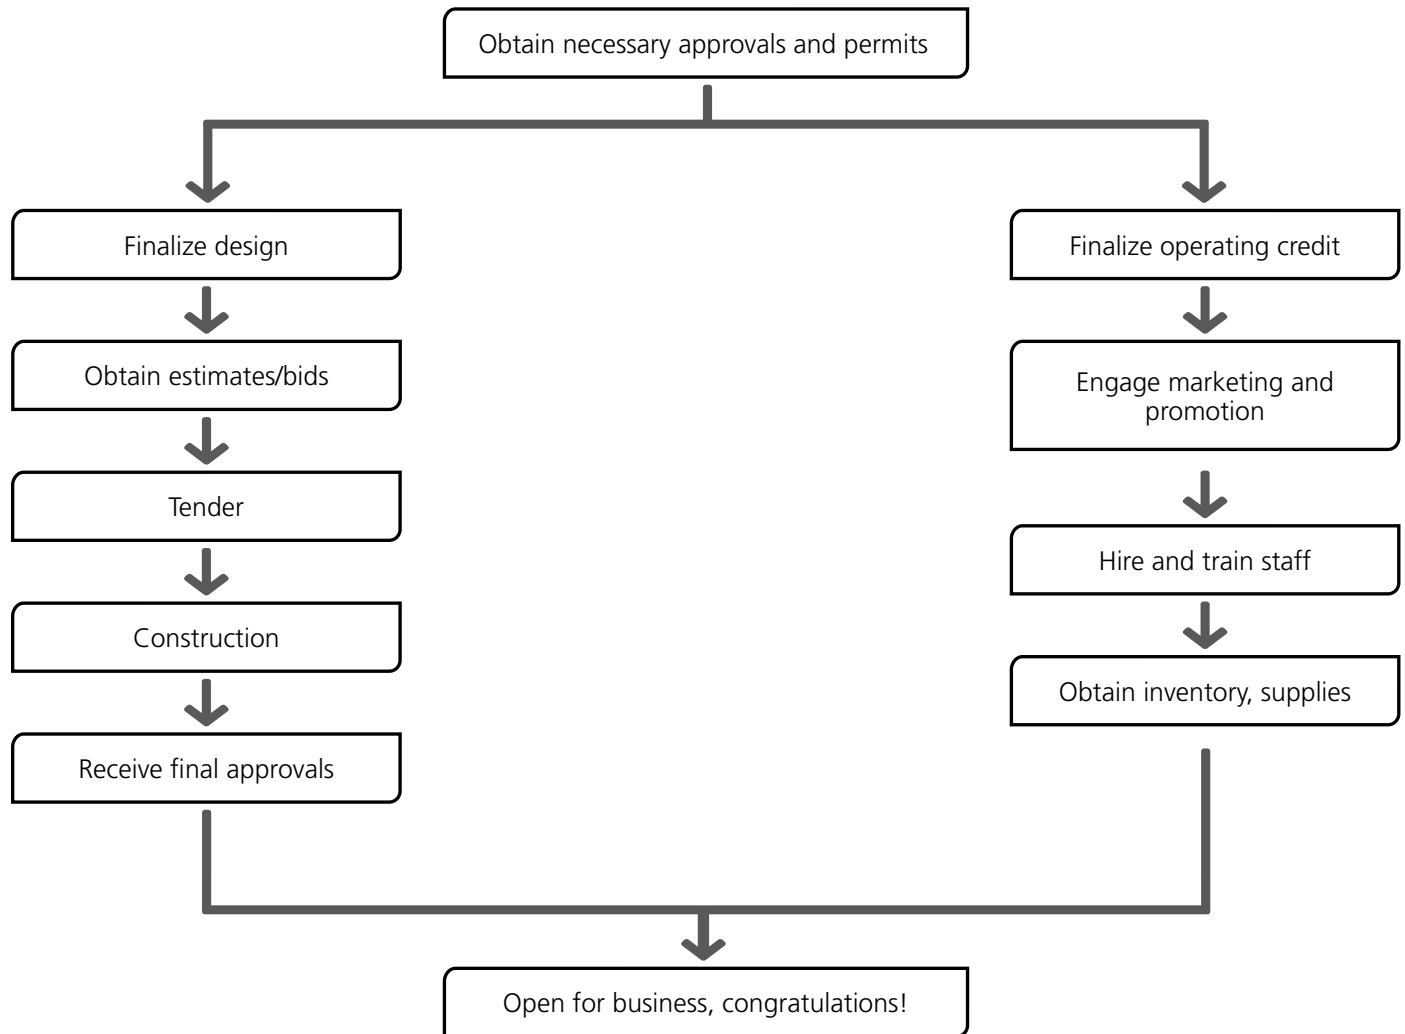 Obtain necessary approvals and permits
Finalize design
Obtain estimates/bids
Tender
Construction
Receive final approvals
Finalize operating credit
Engage marketing and
promotion
Hire and train staff
Obtain inventory, supplies
Open for business, congratulations!